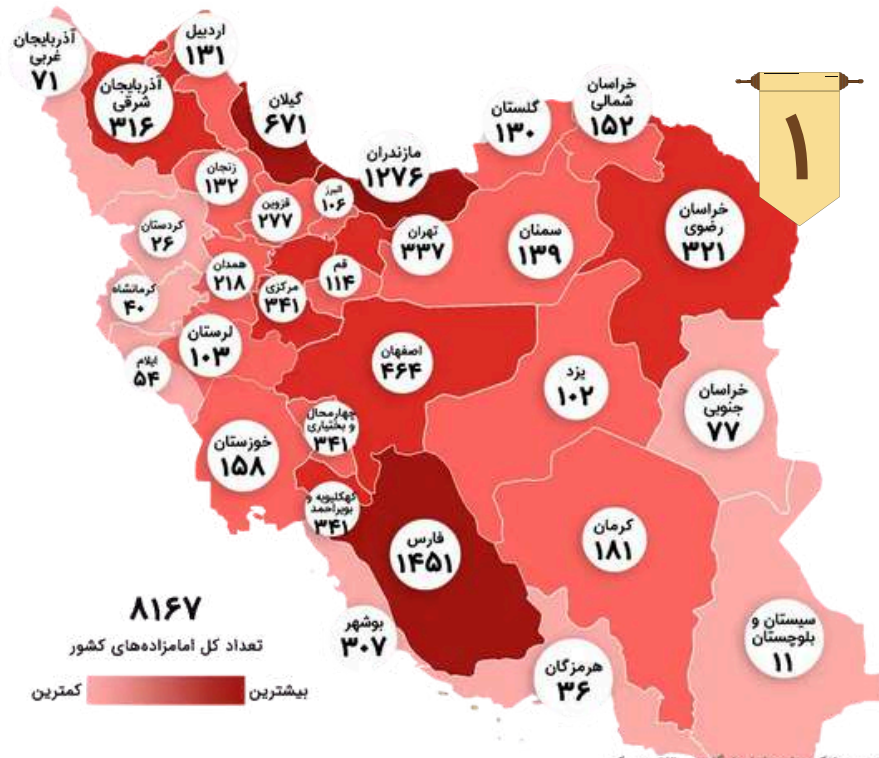 آذربایجان
غربی
۷۱
اردبیل
۱۳۱
آذربایجان
شرقی
۳۱۶
گیلان
۶۷۱
مازندران
۱۲۷۶
گلستان
۱۳۰
خراسان
شمالی
۱۵۲
۱
زنجان
۱۳۲
قزوین
۲۷۷
البرز
۱۰۶
تهران
۳۳۷
سمنان
۱۳۹
خراسان
رضوی
۳۲۱
کردستان
۲۶
همدان
۲۱۸
مرکزی
۳۴۱
قم
۱۱۴
کرمانشاه
۴۰
لرستان
۱۰۳
ایلام
۵۴
اصفهان
۴۶۴
یزد
۱۰۲
خراسان
جنوبی
۷۷
خوزستان
۱۵۸
چهارمحال
و بختیاری
۳۴۱
کهکلیویه و
بویراحمد
۳۴۱
فارس
۱۴۵۱
کرمان
۱۸۱
بوشهر
۳۰۷
هرمزگان
۳۶
سیستان و
بلوچستان
۱۱
۸۱۶۷
تعداد کل امامزاده‌های کشور
بیشترین
کمترین